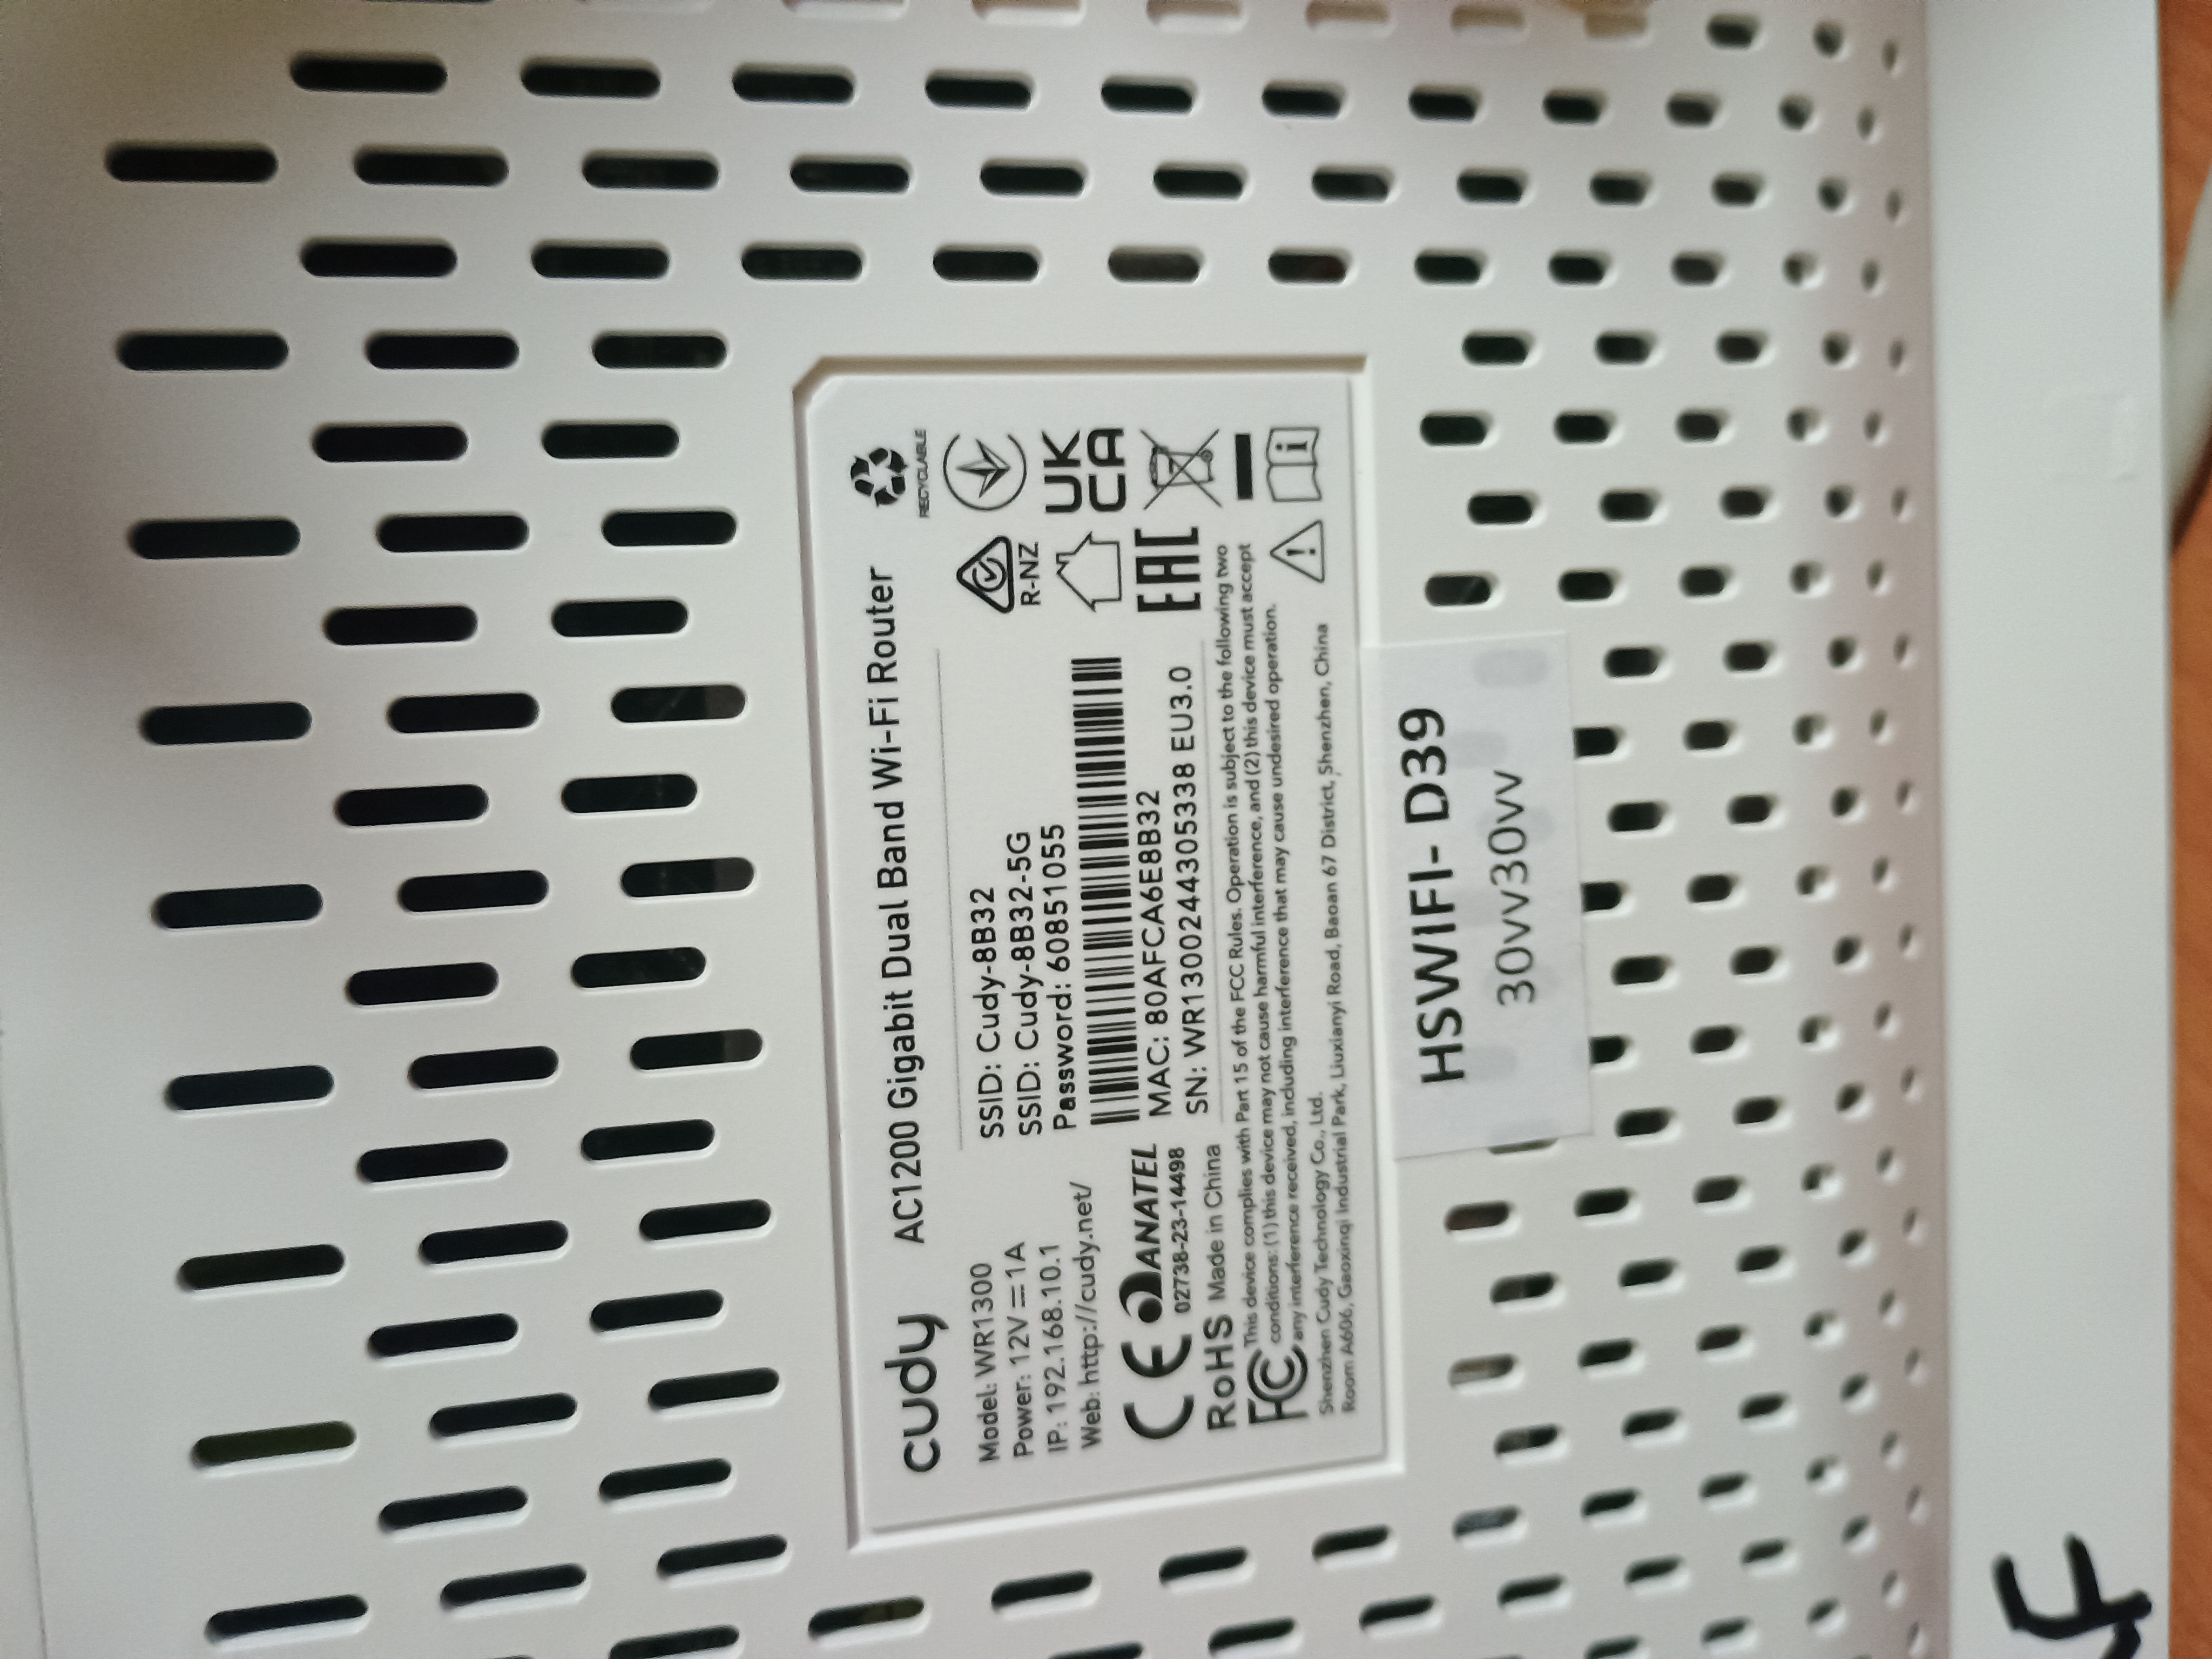 cudy AC1200 Gigabit Dual Band Wi-Fi Router
RECYCLABLE
Model: WR1300
Power: 12V⎓1A
IP: 192.168.10.1
Web: http://cudy.net/
SSID: Cudy-8B32
SSID: Cudy-8B32-5G
Password: 60851055
MAC: 80AFCA6E8B32
SN: WR1300244305338 EU3.0
R-NZ
UK
CA
EAC
CE ANATEL
02738-23-14498
RoHS Made in China
FC This device complies with Part 15 of the FCC Rules. Operation is subject to the following two
conditions: (1) this device may not cause harmful interference, and (2) this device must accept
any interference received, including interference that may cause undesired operation.
Shenzhen Cudy Technology Co., Ltd.
Room A606, Gaoxinqi Industrial Park, Liuxianyi Road, Baoan 67 District, Shenzhen, China
HSWIFI- D39
30vv30vv